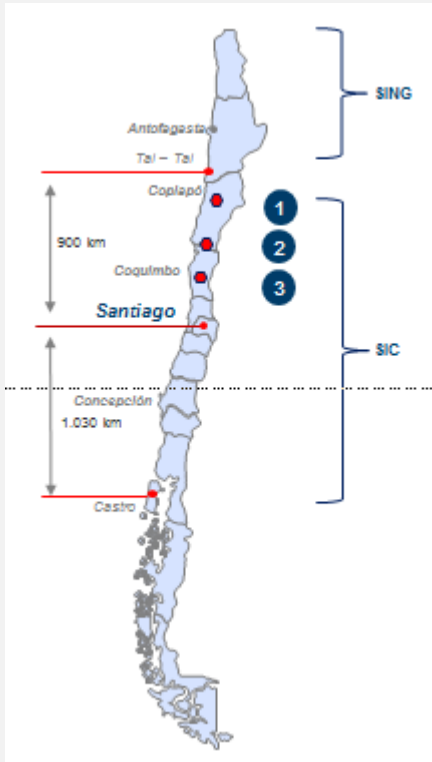 SING
Antofagasta
Tal – Tal
Copiapó
1
900 km
2
Coquimbo
3
Santiago
SIC
Concepción
1.030 km
Castro